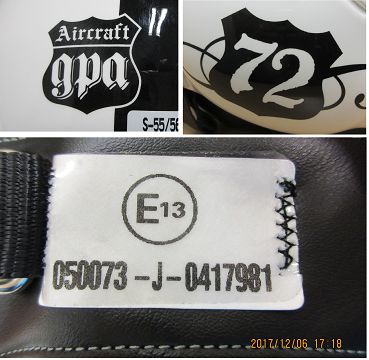 Aircraft
gpa
S-55/56
72
E13
050073-J-0417981
2017/12/06 17:18